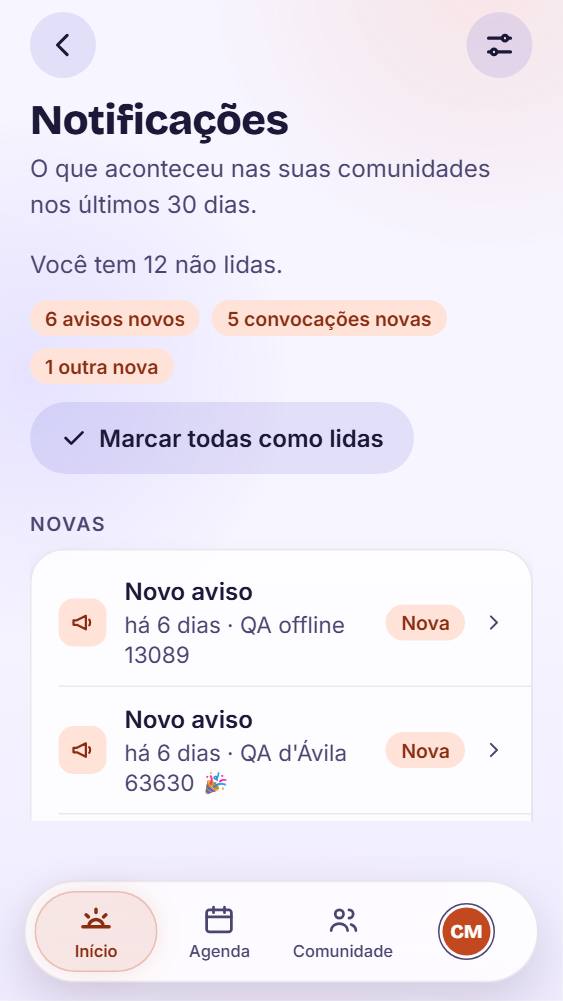 Notificações
O que aconteceu nas suas comunidades
nos últimos 30 dias.
Você tem 12 não lidas.
6 avisos novos
5 convocações novas
1 outra nova
Marcar todas como lidas
NOVAS
Novo aviso
há 6 dias · QA offline
13089
Nova
Novo aviso
há 6 dias · QA d'Ávila
63630 🎉
Nova
Início
Agenda
Comunidade
CM